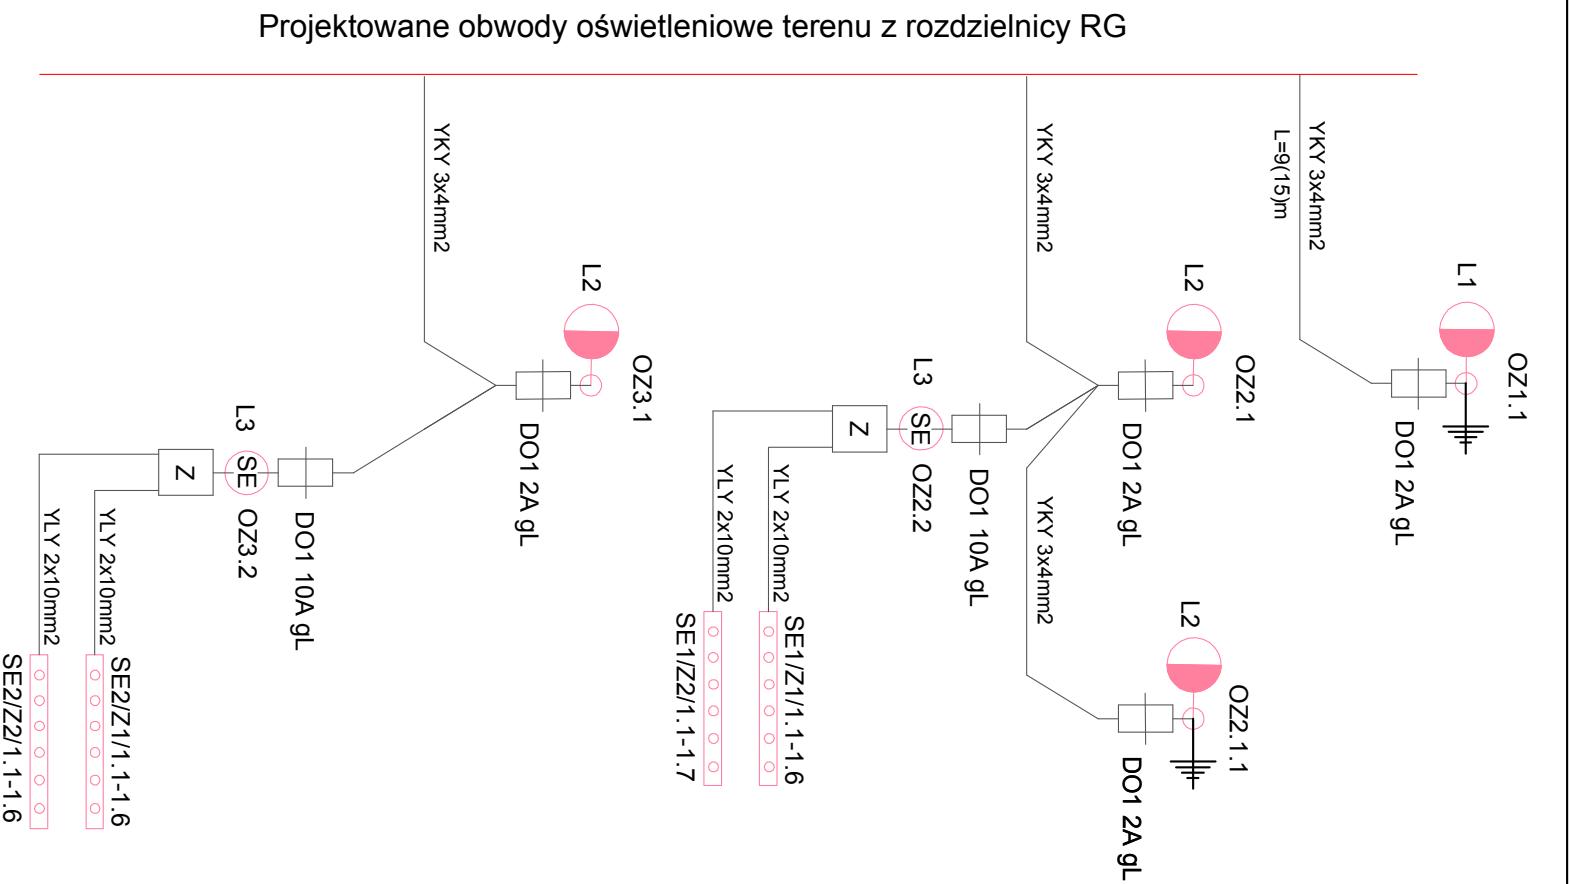 Projektowane obwody oświetleniowe terenu z rozdzielnicy RG
YKY 3x4mm2
L2
OZ3.1
DO1 2A gL
L3
SE
OZ3.2
DO1 10A gL
Z
YLY 2x10mm2
YLY 2x10mm2
SE2/Z1/1.1-1.6
SE2/Z2/1.1-1.6
YKY 3x4mm2
L2
OZ2.1
DO1 2A gL
L3
SE
OZ2.2
DO1 10A gL
Z
YLY 2x10mm2
YLY 2x10mm2
SE1/Z1/1.1-1.6
SE1/Z2/1.1-1.7
YKY 3x4mm2
L2
OZ2.1.1
DO1 2A gL
YKY 3x4mm2
L=9(15)m
L1
OZ1.1
DO1 2A gL